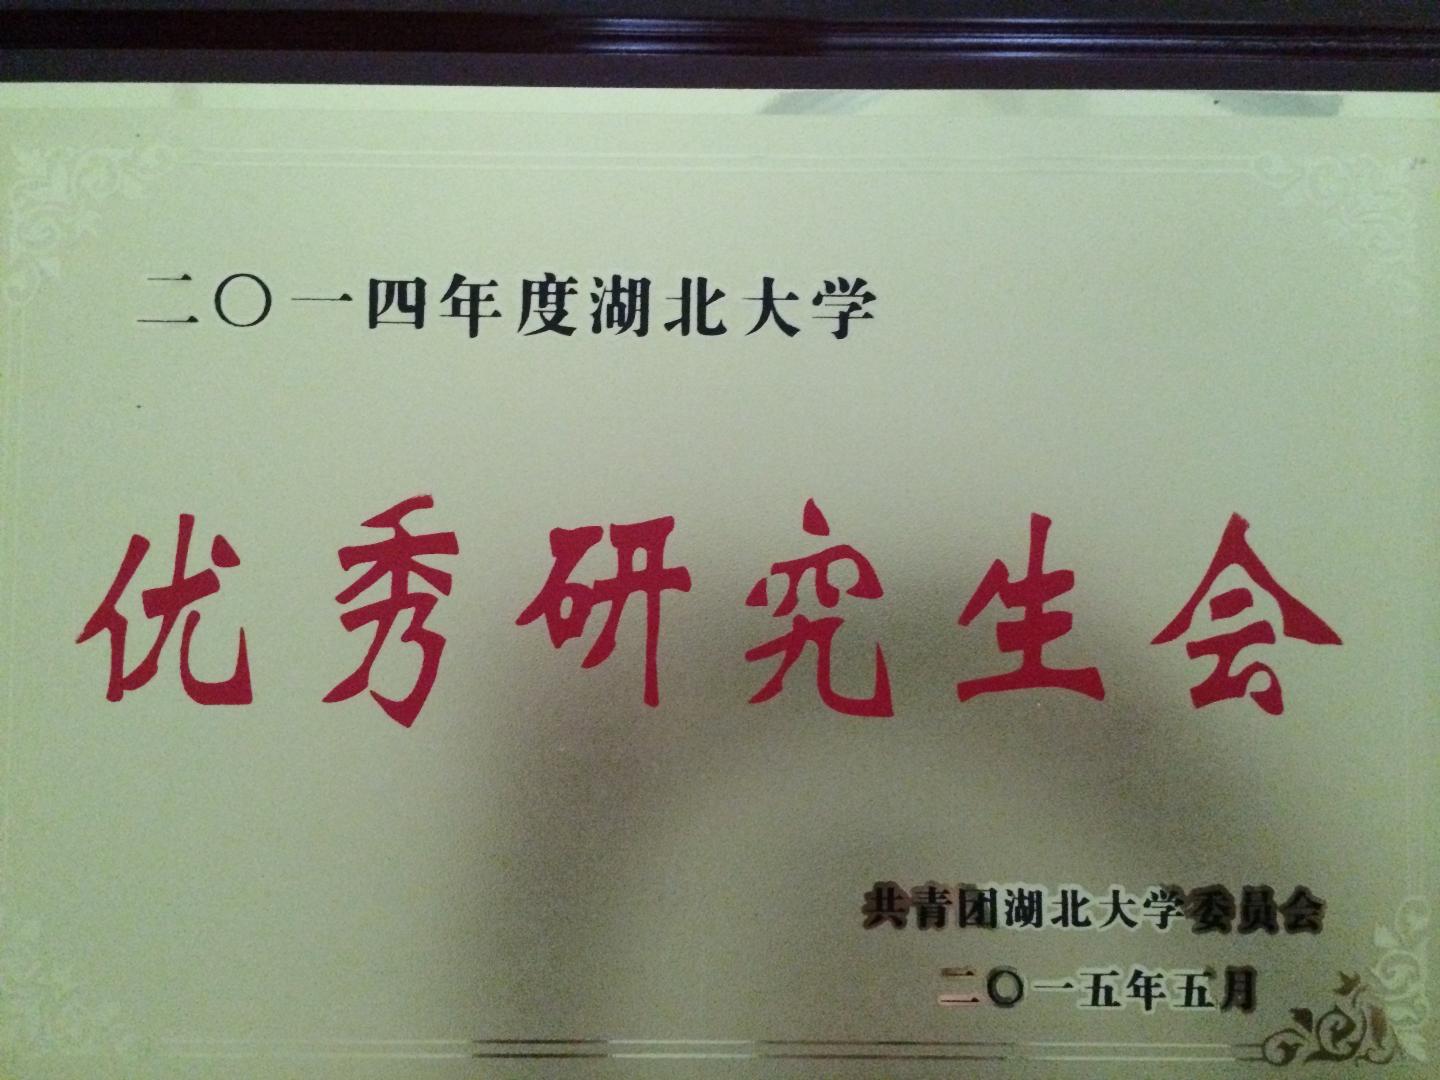 二〇一四年度湖北大学
优秀研究生会
共青团湖北大学委员会
二〇一五年五月